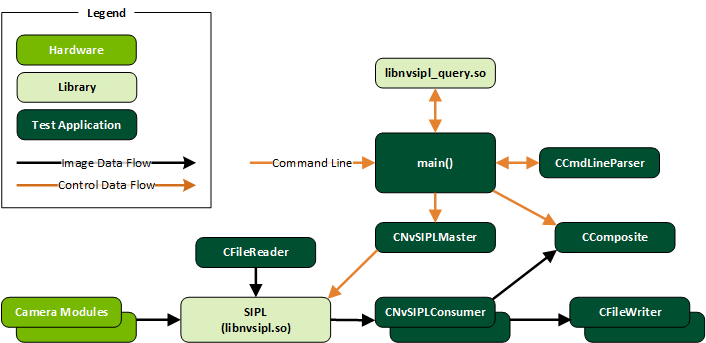 Legend
Hardware
Library
Test Application
Image Data Flow
Control Data Flow
libnvsipl_query.so
Command Line
main()
CCmdLineParser
CNvSIPLMaster
CComposite
CFileReader
Camera Modules
SIPL
(libnvsipl.so)
CNvSIPLConsumer
CFileWriter